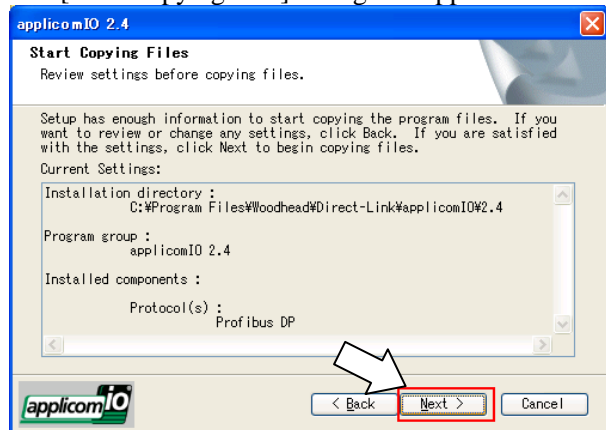 applicomIO 2.4
Start Copying Files
Review settings before copying files.
Setup has enough information to start copying the program files. If you
want to review or change any settings, click Back. If you are satisfied
with the settings, click Next to begin copying files.
Current Settings:
Installation directory :
C:¥Program Files¥Woodhead¥Direct-Link¥applicomIO¥2.4
Program group :
applicomIO 2.4
Installed components :
Protocol(s) :
Profibus DP
applicom IO
< Back
Next >
Cancel